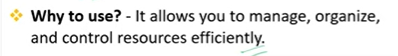 ❖ Why to use? - It allows you to manage, organize,
and control resources efficiently.